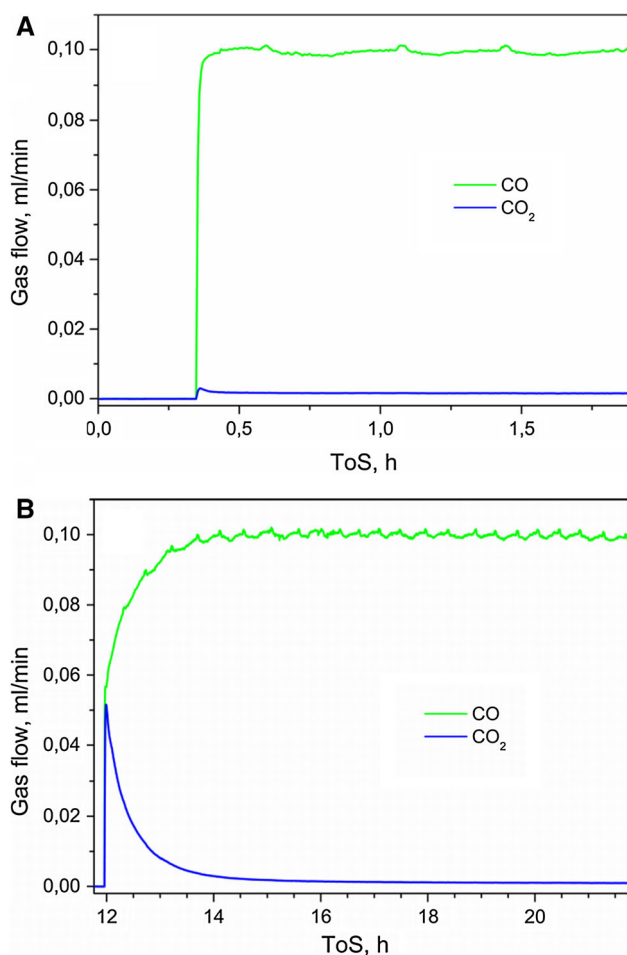 A
Gas flow, ml/min
0,10
0,08
0,06
0,04
0,02
0,00
CO
CO₂
0,0 0,5 1,0 1,5
ToS, h
B
Gas flow, ml/min
0,10
0,08
0,06
0,04
0,02
0,00
CO
CO₂
12 14 16 18 20
ToS, h